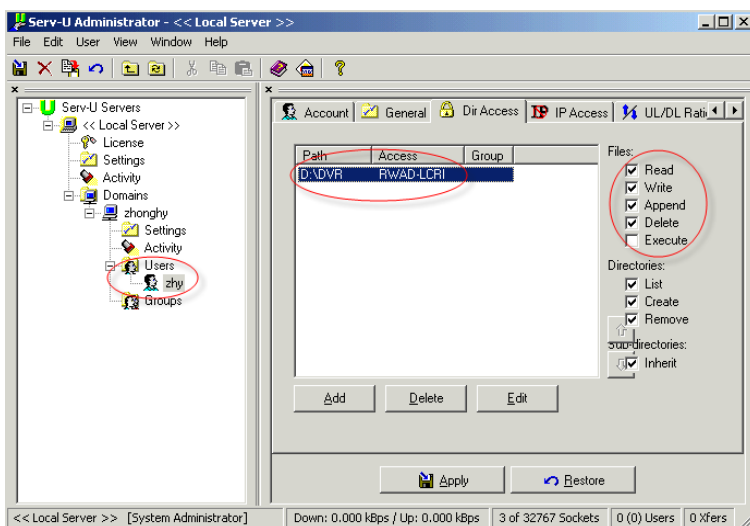 Serv-U Administrator - << Local Server >>
File Edit User View Window Help
Serv-U Servers
<< Local Server >>
License
Settings
Activity
Domains
zhonghy
Settings
Activity
Users
zhy
Groups
Account General Dir Access IP Access UL/DL Rati
Path Access Group
D:\DVR RWAD-LCRI
Files:
Read
Write
Append
Delete
Execute
Directories:
List
Create
Remove
Sub-directories:
Inherit
Add Delete Edit
Apply Restore
<< Local Server >> [System Administrator] Down: 0.000 kBps / Up: 0.000 kBps 3 of 32767 Sockets 0 (0) Users 0 Xfers